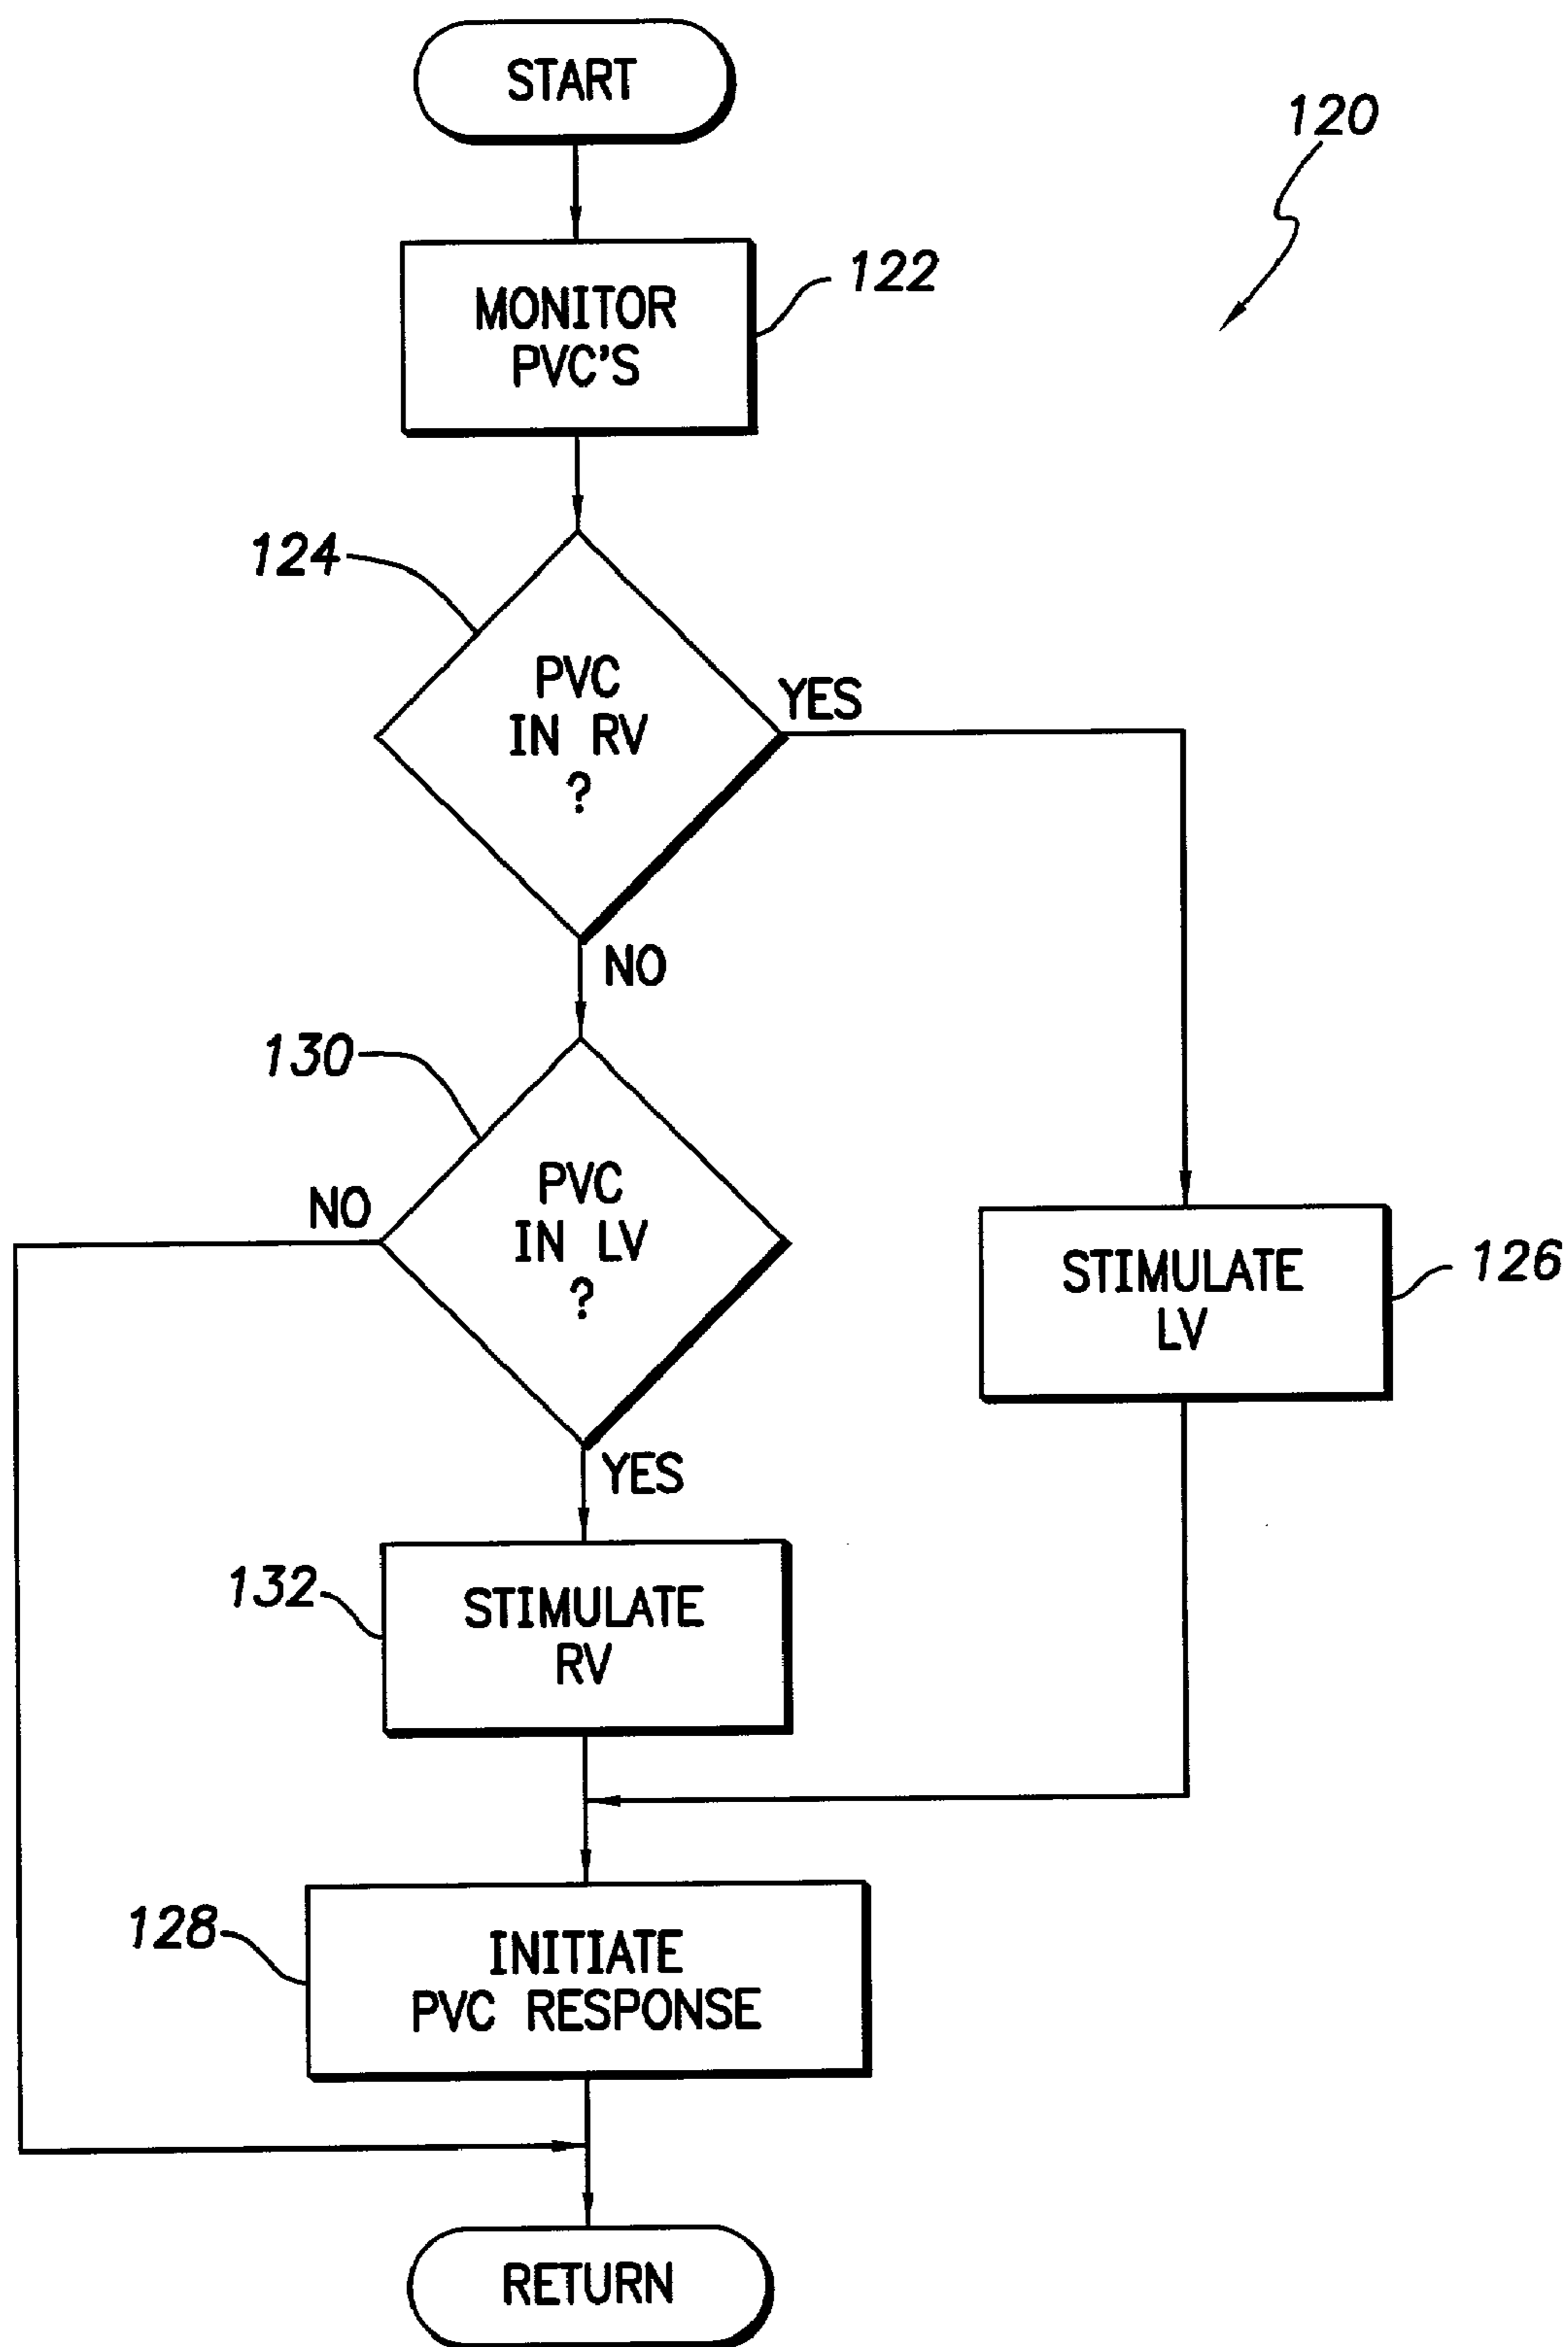 START
120
MONITOR
PVC'S
122
124
PVC
IN RV
?
YES
NO
130
PVC
IN LV
?
NO
YES
STIMULATE
LV
126
132
STIMULATE
RV
128
INITIATE
PVC RESPONSE
RETURN